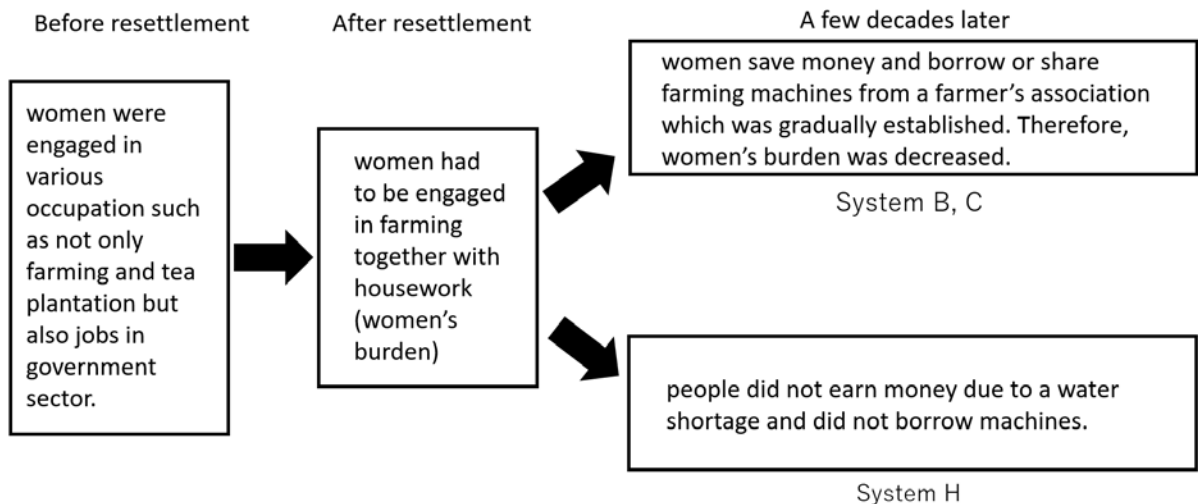 Before resettlement
After resettlement
A few decades later
women were
engaged in
various
occupation such
as not only
farming and tea
plantation but
also jobs in
government
sector.
women had
to be engaged
in farming
together with
housework
(women's
burden)
women save money and borrow or share
farming machines from a farmer's association
which was gradually established. Therefore,
women's burden was decreased.
System B, C
people did not earn money due to a water
shortage and did not borrow machines.
System H